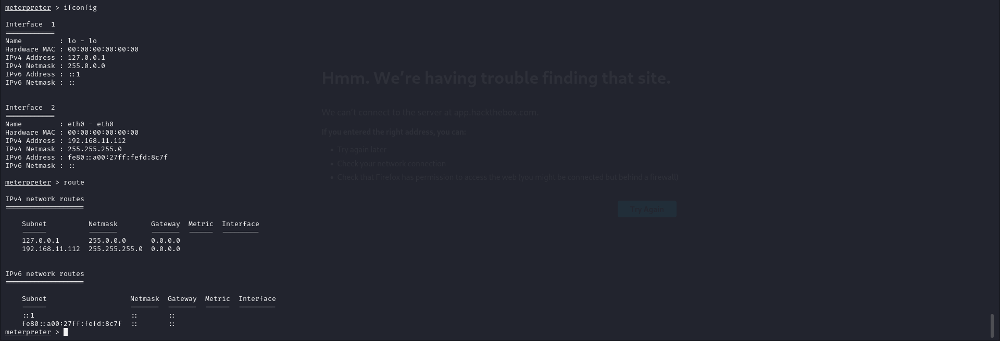 meterpreter > ifconfig
Interface  1
============
Name         : lo - lo
Hardware MAC : 00:00:00:00:00:00
IPv4 Address : 127.0.0.1
IPv4 Netmask : 255.0.0.0
IPv6 Address : ::1
IPv6 Netmask : ::
Interface  2
============
Name         : eth0 - eth0
Hardware MAC : 00:00:00:00:00:00
IPv4 Address : 192.168.11.112
IPv4 Netmask : 255.255.255.0
IPv6 Address : fe80::a00:27ff:fefd:8c7f
IPv6 Netmask : ::
meterpreter > route
IPv4 network routes
===================
    Subnet          Netmask        Gateway  Metric  Interface
    ------          -------        -------  ------  ---------
    127.0.0.1       255.0.0.0      0.0.0.0
    192.168.11.112  255.255.255.0  0.0.0.0
IPv6 network routes
===================
    Subnet                    Netmask  Gateway  Metric  Interface
    ------                    -------  -------  ------  ---------
    ::1                       ::       ::
    fe80::a00:27ff:fefd:8c7f  ::       ::
meterpreter >
Hmm. We're having trouble finding that site.
We can't connect to the server at app.hackthebox.com.
If you entered the right address, you can:
• Try again later
• Check your network connection
• Check that Firefox has permission to access the web (you might be connected but behind a firewall)
Try Again